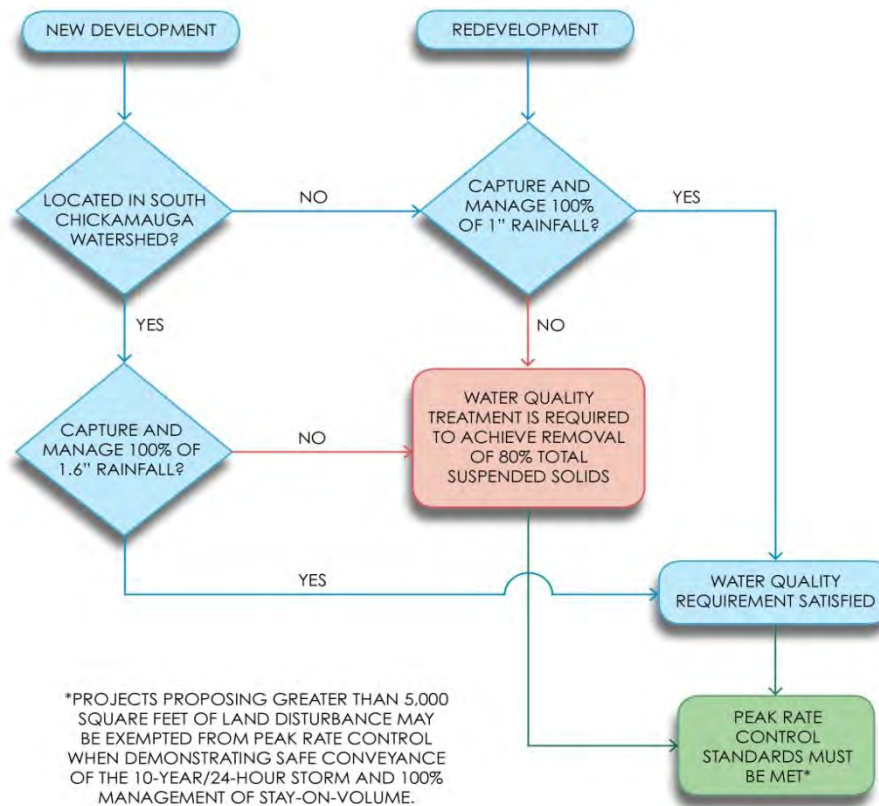 NEW DEVELOPMENT
REDEVELOPMENT
LOCATED IN SOUTH
CHICKAMAUGA
WATERSHED?
NO
CAPTURE AND
MANAGE 100%
OF 1” RAINFALL?
YES
YES
NO
CAPTURE AND
MANAGE 100% OF
1.6” RAINFALL?
NO
WATER QUALITY
TREATMENT IS REQUIRED
TO ACHIEVE REMOVAL
OF 80% TOTAL
SUSPENDED SOLIDS
YES
WATER QUALITY
REQUIREMENT SATISFIED
*PROJECTS PROPOSING GREATER THAN 5,000
SQUARE FEET OF LAND DISTURBANCE MAY
BE EXEMPTED FROM PEAK RATE CONTROL
WHEN DEMONSTRATING SAFE CONVEYANCE
OF THE 10-YEAR/24-HOUR STORM AND 100%
MANAGEMENT OF STAY-ON-VOLUME.
PEAK RATE
CONTROL
STANDARDS MUST
BE MET*